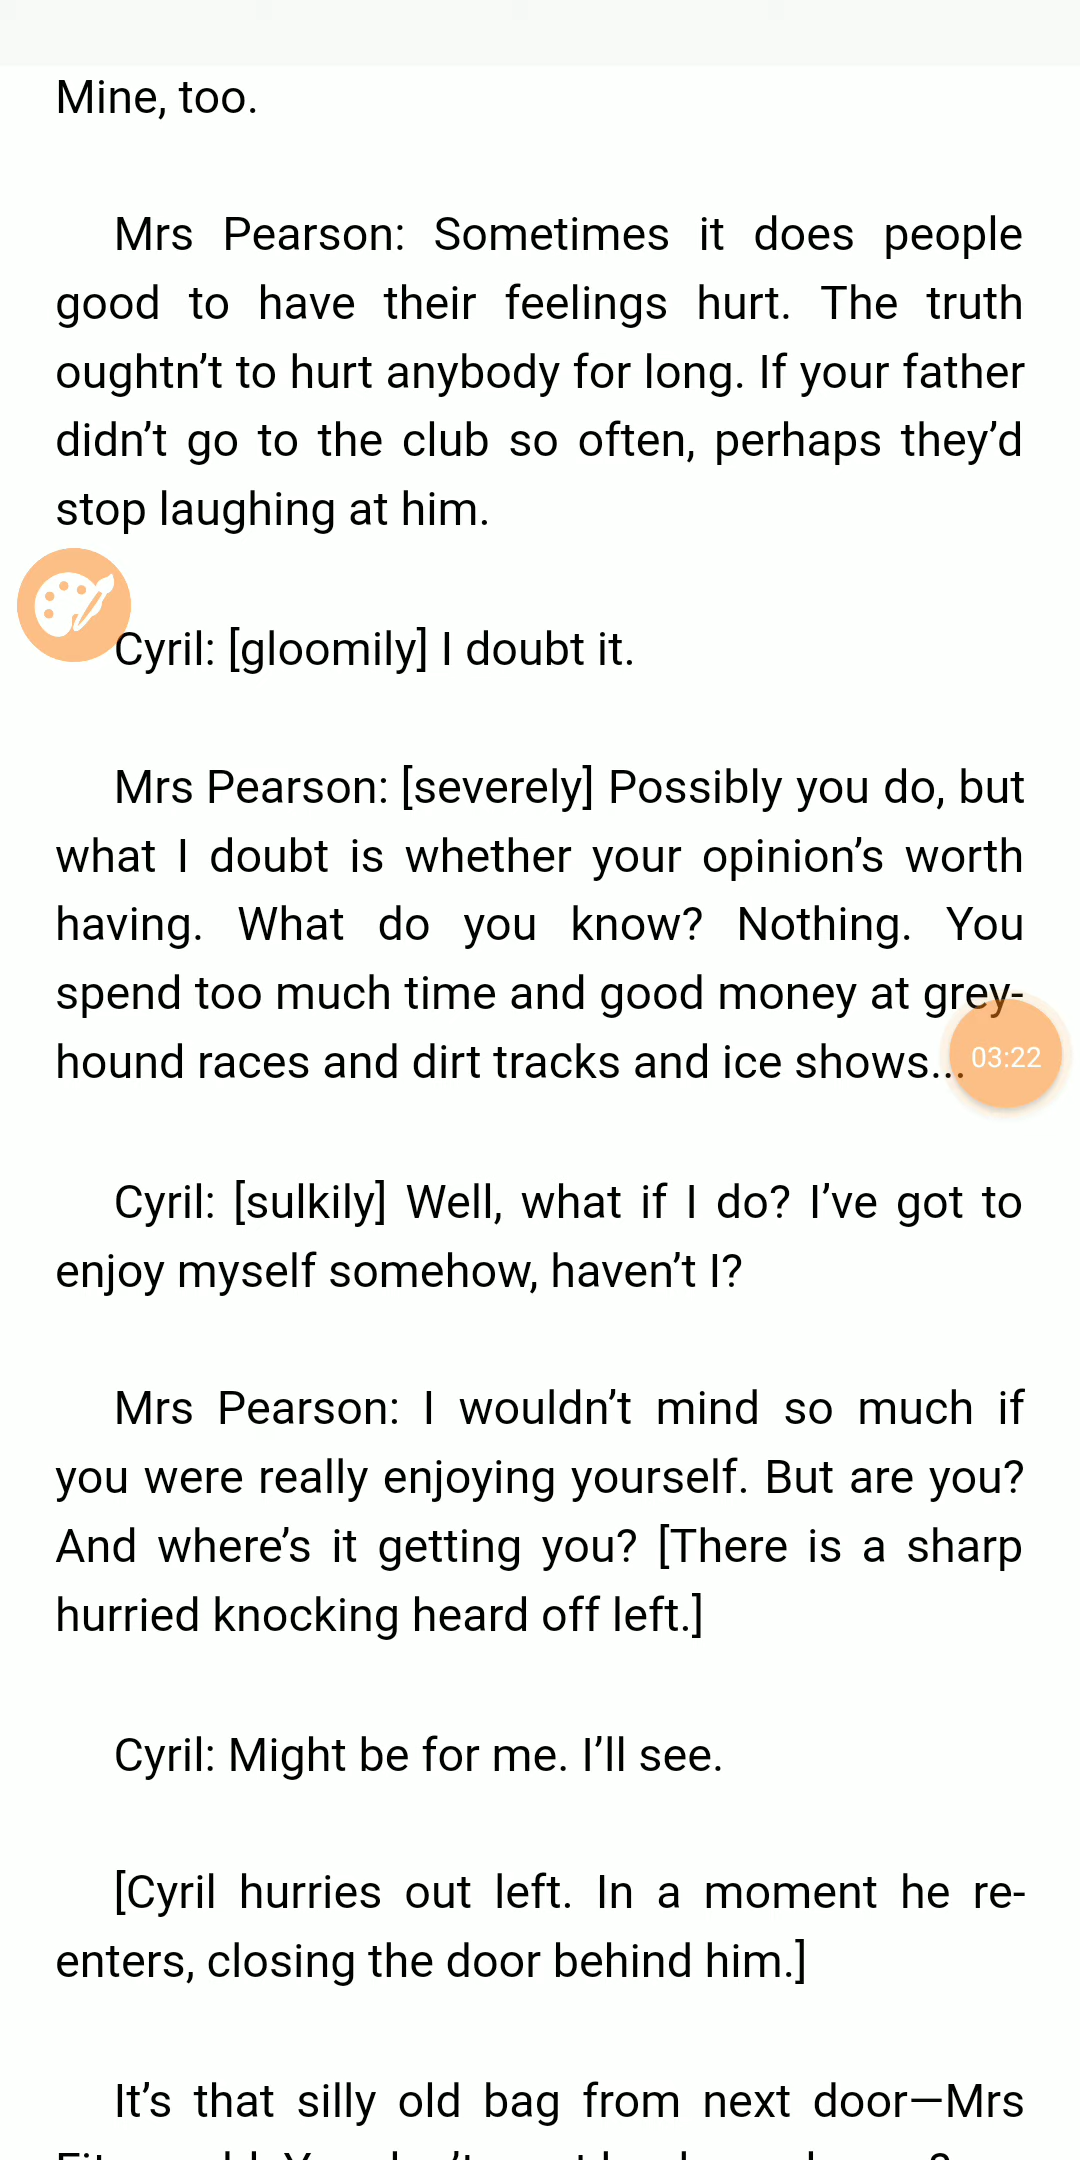 Mine, too.
Mrs Pearson: Sometimes it does people
good to have their feelings hurt. The truth
oughtn’t to hurt anybody for long. If your father
didn’t go to the club so often, perhaps they’d
stop laughing at him.
Cyril: [gloomily] I doubt it.
Mrs Pearson: [severely] Possibly you do, but
what I doubt is whether your opinion’s worth
having. What do you know? Nothing. You
spend too much time and good money at grey-
hound races and dirt tracks and ice shows...
03:22
Cyril: [sulkily] Well, what if I do? I’ve got to
enjoy myself somehow, haven’t I?
Mrs Pearson: I wouldn’t mind so much if
you were really enjoying yourself. But are you?
And where’s it getting you? [There is a sharp
hurried knocking heard off left.]
Cyril: Might be for me. I’ll see.
[Cyril hurries out left. In a moment he re-
enters, closing the door behind him.]
It’s that silly old bag from next door—Mrs